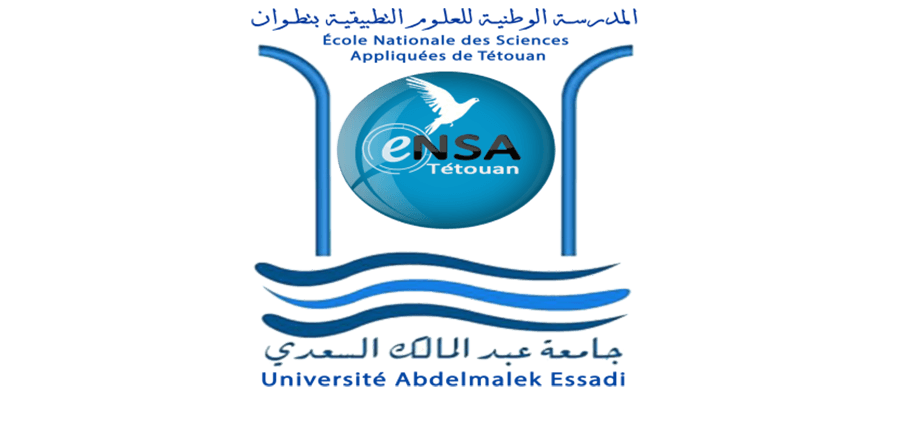 المدرسة الوطنية للعلوم التطبيقية بتطوان
École Nationale des Sciences
Appliquées de Tétouan
eNSA
Tétouan
جامعة عبد المالك السعدي
Université Abdelmalek Essadi